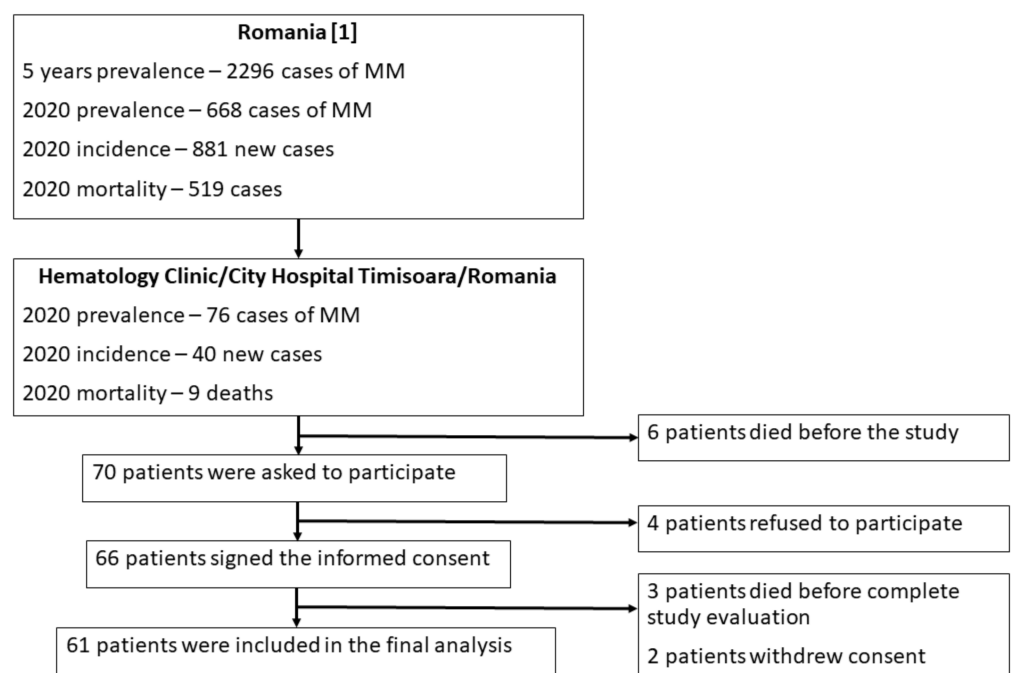 Romania [1]
5 years prevalence – 2296 cases of MM
2020 prevalence – 668 cases of MM
2020 incidence – 881 new cases
2020 mortality – 519 cases
Hematology Clinic/City Hospital Timisoara/Romania
2020 prevalence – 76 cases of MM
2020 incidence – 40 new cases
2020 mortality – 9 deaths
6 patients died before the study
70 patients were asked to participate
4 patients refused to participate
66 patients signed the informed consent
3 patients died before complete
study evaluation
2 patients withdrew consent
61 patients were included in the final analysis